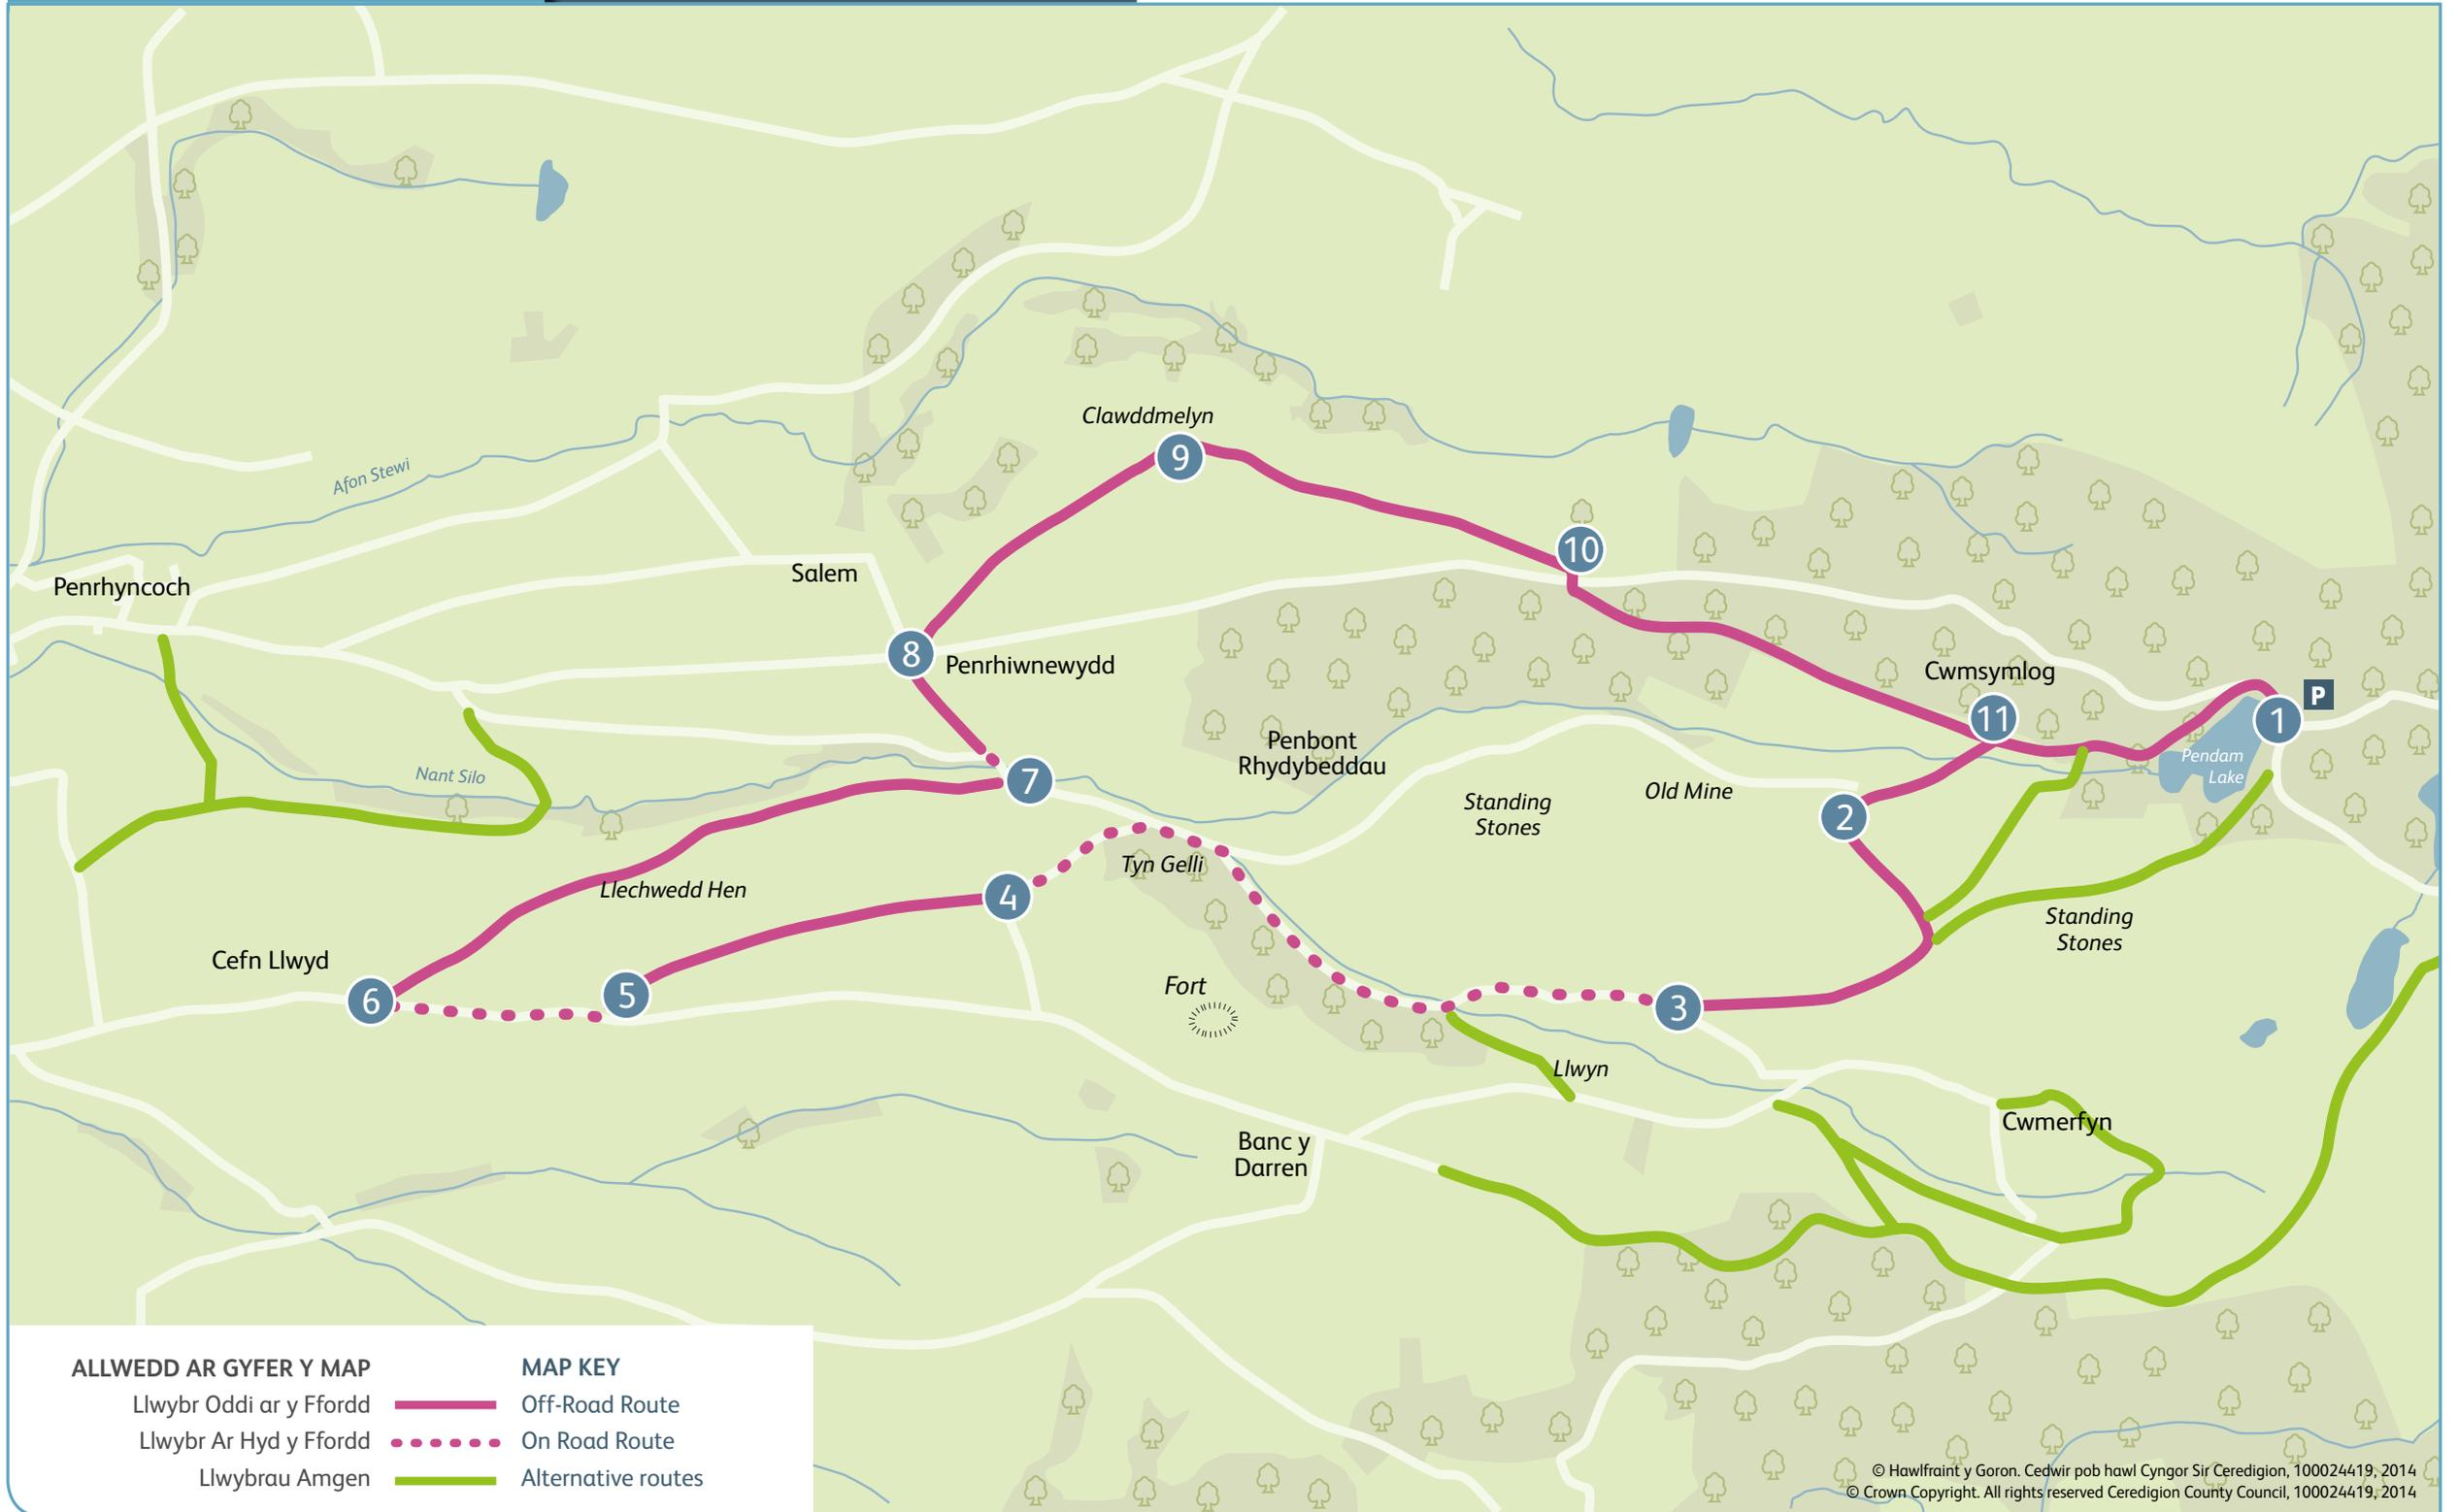 Clawddmelyn
9
Afon Stewi
10
Salem
Penrhyncoch
8
Penrhiwnewydd
Cwmsymlog
P
1
11
Pendam
Lake
Penbont
Rhydybeddau
Nant Silo
7
Old Mine
Standing
Stones
2
Tyn Gelli
Llechwedd Hen
4
Standing
Stones
Cefn Llwyd
6
5
Fort
3
Llwyn
Cwmerfyn
Banc y
Darren
ALLWEDD AR GYFER Y MAP
MAP KEY
Llwybr Oddi ar y Ffordd
Off-Road Route
Llwybr Ar Hyd y Ffordd
On Road Route
Llwybrau Amgen
Alternative routes
© Hawlfraint y Goron. Cedwir pob hawl Cyngor Sir Ceredigion, 100024419, 2014
© Crown Copyright. All rights reserved Ceredigion County Council, 100024419, 2014